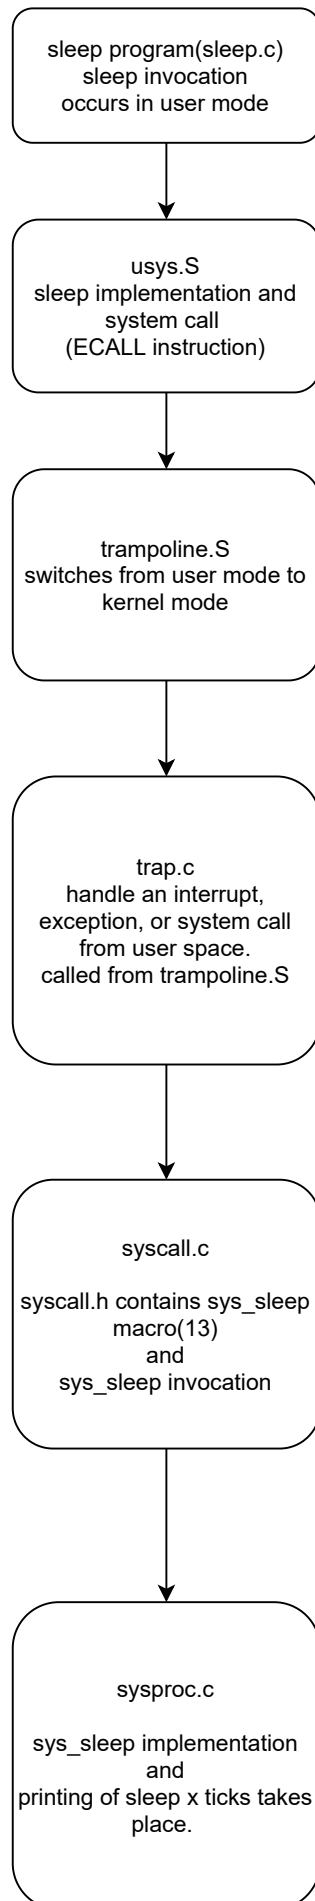 sleep program(sleep.c)
sleep invocation
occurs in user mode
usys.S
sleep implementation and
system call
(ECALL instruction)
trampoline.S
switches from user mode to
kernel mode
trap.c
handle an interrupt,
exception, or system call
from user space.
called from trampoline.S
syscall.c
syscall.h contains sys_sleep
macro(13)
and
sys_sleep invocation
sysproc.c
sys_sleep implementation
and
printing of sleep x ticks takes
place.